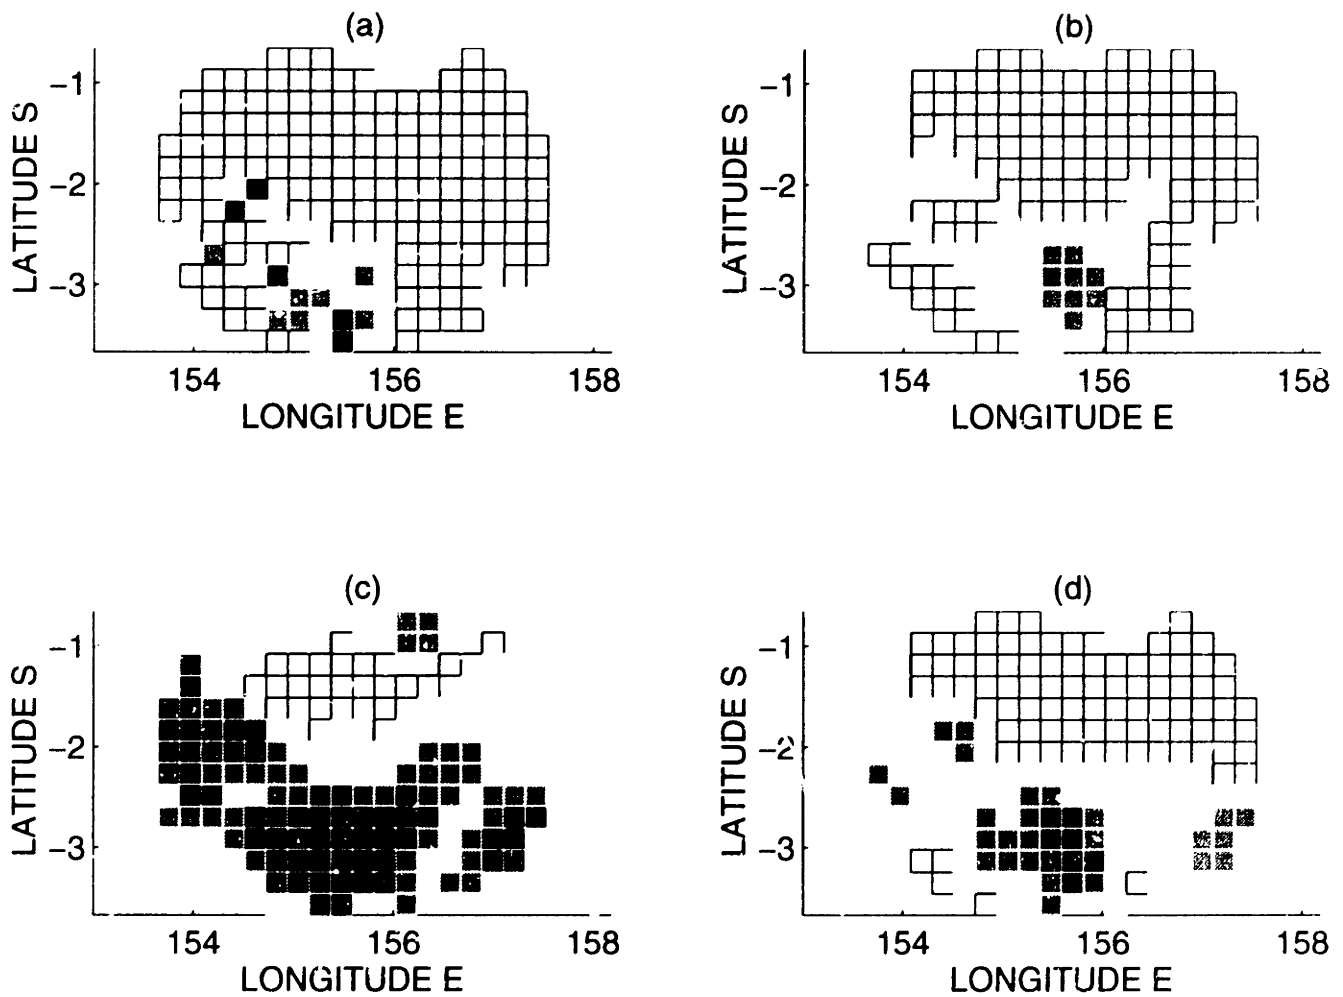 (a)
(b)
-1
-2
-3
LATITUDE S
154
156
158
LONGITUDE E
-1
-2
-3
LATITUDE S
154
156
158
LONGITUDE E
(c)
(d)
-1
-2
-3
LATITUDE S
154
156
158
LONGITUDE E
-1
-2
-3
LATITUDE S
154
156
158
LONGITUDE E